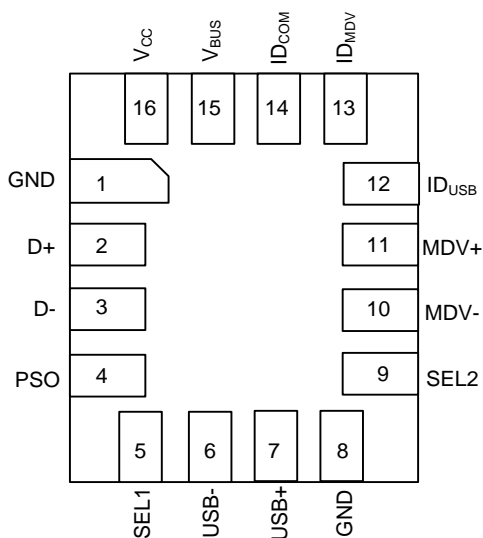 VCC
VBUS
IDCOM
IDMDV
16
15
14
13
GND
1
12
IDUSB
D+
2
11
MDV+
D-
3
10
MDV-
PSO
4
9
SEL2
5
6
7
8
SEL1
USB-
USB+
GND